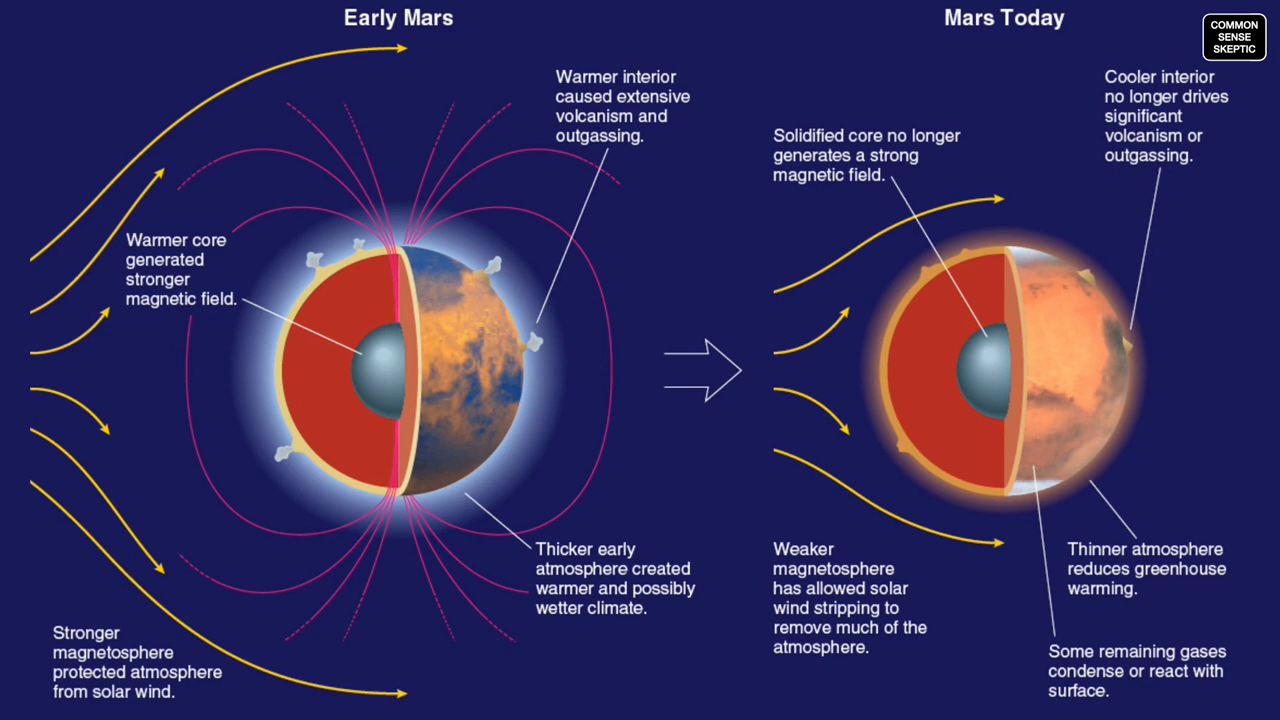 Early Mars
Mars Today
COMMON
SENSE
SKEPTIC
Warmer interior
caused extensive
volcanism and
outgassing.
Warmer core
generated
stronger
magnetic field.
Thicker early
atmosphere created
warmer and possibly
wetter climate.
Stronger
magnetosphere
protected atmosphere
from solar wind.
Cooler interior
no longer drives
significant
volcanism or
outgassing.
Solidified core no longer
generates a strong
magnetic field.
Weaker
magnetosphere
has allowed solar
wind stripping to
remove much of the
atmosphere.
Thinner atmosphere
reduces greenhouse
warming.
Some remaining gases
condense or react with
surface.